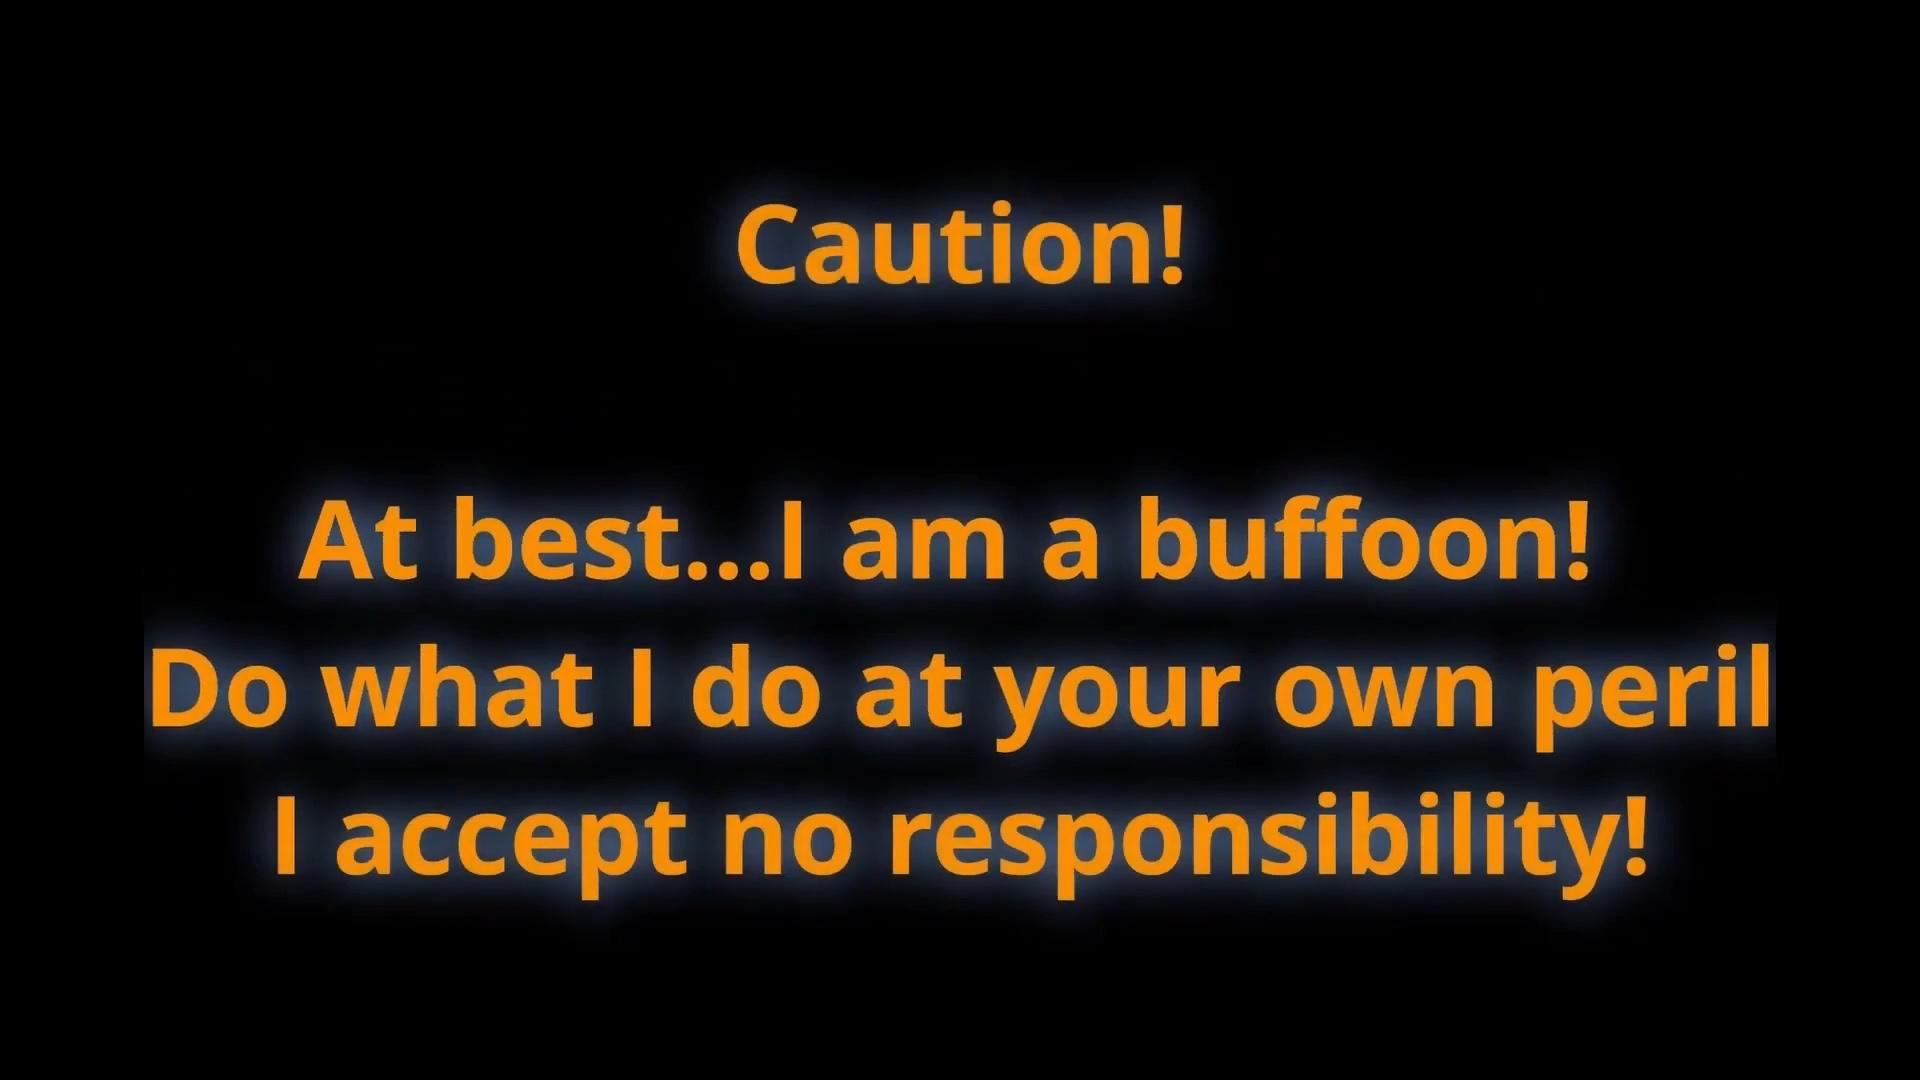 Caution!
At best...I am a buffoon!
Do what I do at your own peril
I accept no responsibility!